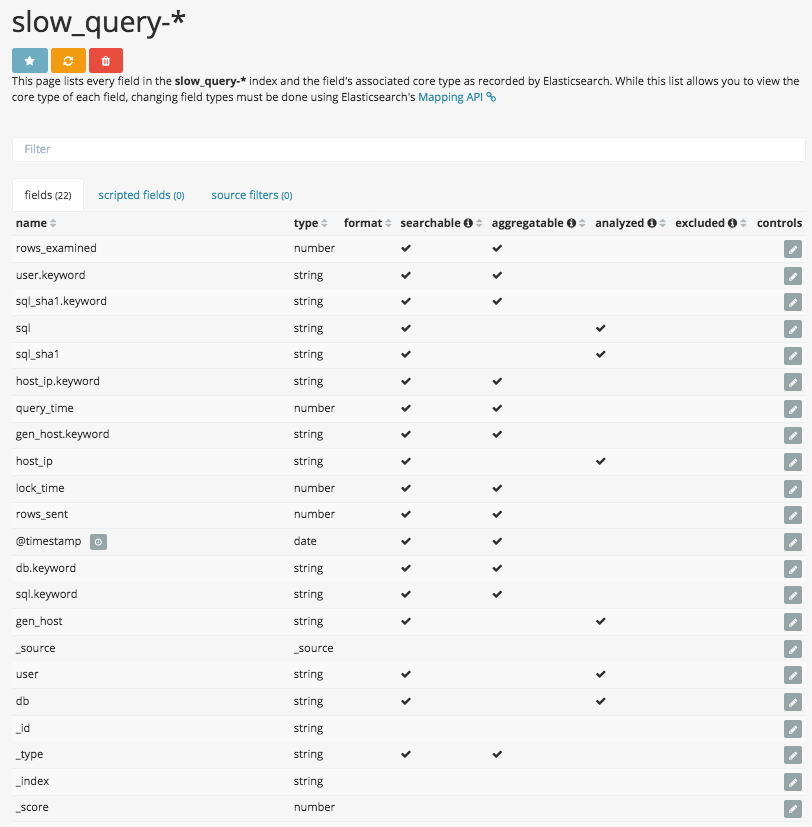 slow_query-*
This page lists every field in the slow_query-* index and the field's associated core type as recorded by Elasticsearch. While this list allows you to view the
core type of each field, changing field types must be done using Elasticsearch's Mapping API
Filter
fields (22) scripted fields (0) source filters (0)
name type format searchable aggregatable analyzed excluded controls
rows_examined number
user.keyword string
sql_sha1.keyword string
sql string
sql_sha1 string
host_ip.keyword string
query_time number
gen_host.keyword string
host_ip string
lock_time number
rows_sent number
@timestamp date
db.keyword string
sql.keyword string
gen_host string
_source _source
user string
db string
_id string
_type string
_index string
_score number